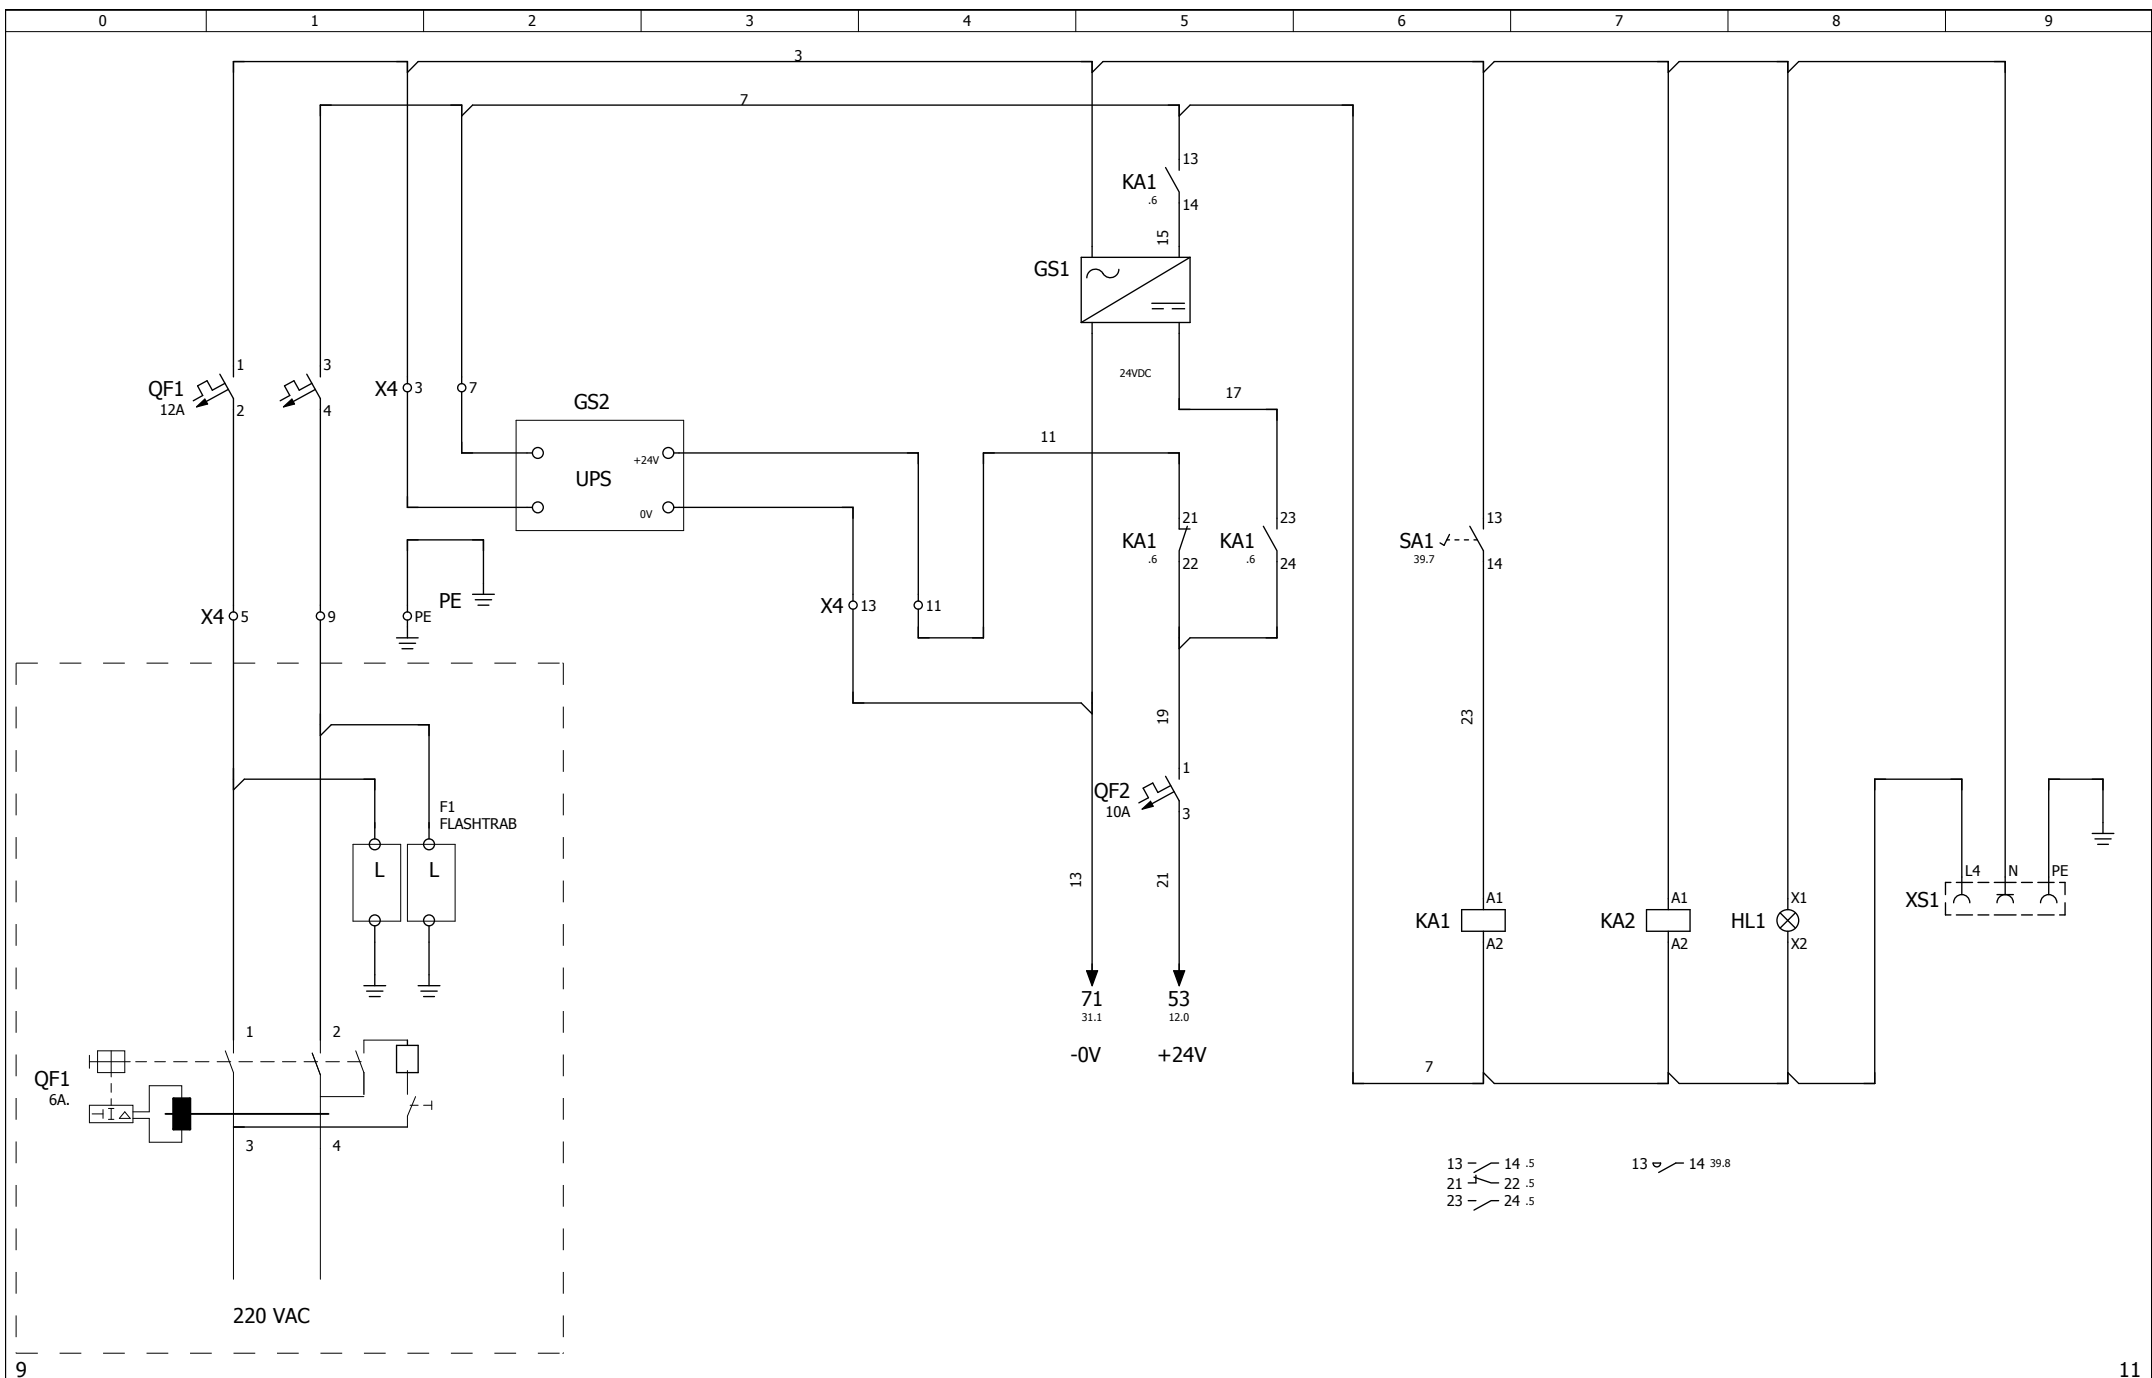 0 1 2 3 4 5 6 7 8 9
3
7
13
KA1
.6
14
15
GS1
24VDC
17
1 3
QF1
12A
2 4
X4 3 7
GS2
11
+24V
UPS
0V
21 23 13
KA1 KA1 SA1
.6 .6 39.7
22 24 14
PE
X4 5 9 PE
X4 13 11
19
23
1
QF2
10A
3
F1
FLASHTRAB
L L
13
21
L4 N PE
XS1
A1 A1 X1
KA1 KA2 HL1
A2 A2 X2
71 53
31.1 12.0
-0V +24V
1 2
7
QF1
6A.
3 4
13 14 .5
21 22 .5
23 24 .5
13 14 39.8
220 VAC
9 11